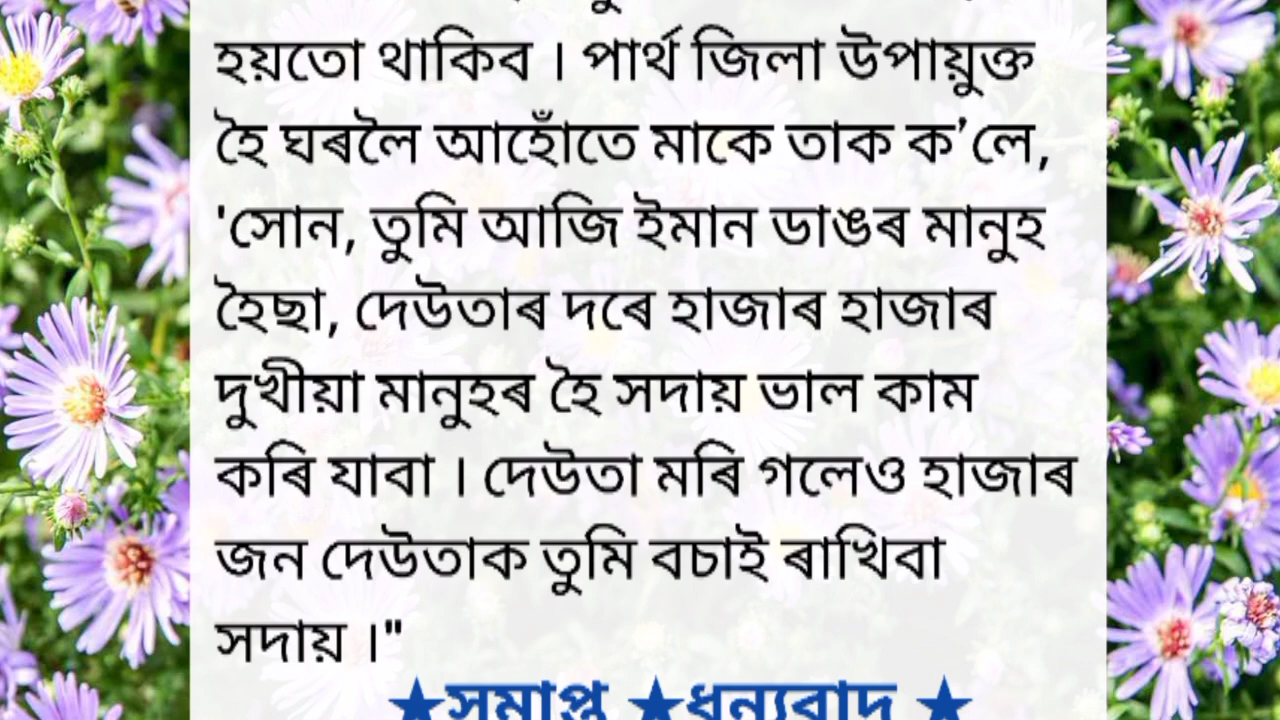 হয়তো থাকিব । পাৰ্থ জিলা উপায়ুক্ত
হৈ ঘৰলৈ আহোঁতে মাকে তাক ক’লে,
'সোন, তুমি আজি ইমান ডাঙৰ মানুহ
হৈছা, দেউতাৰ দৰে হাজাৰ হাজাৰ
দুখীয়া মানুহৰ হৈ সদায় ভাল কাম
কৰি যাবা । দেউতা মৰি গলেও হাজাৰ
জন দেউতাক তুমি বচাই ৰাখিবা
সদায় ।"
★সমাপ্ত ★ধন্যবাদ ★